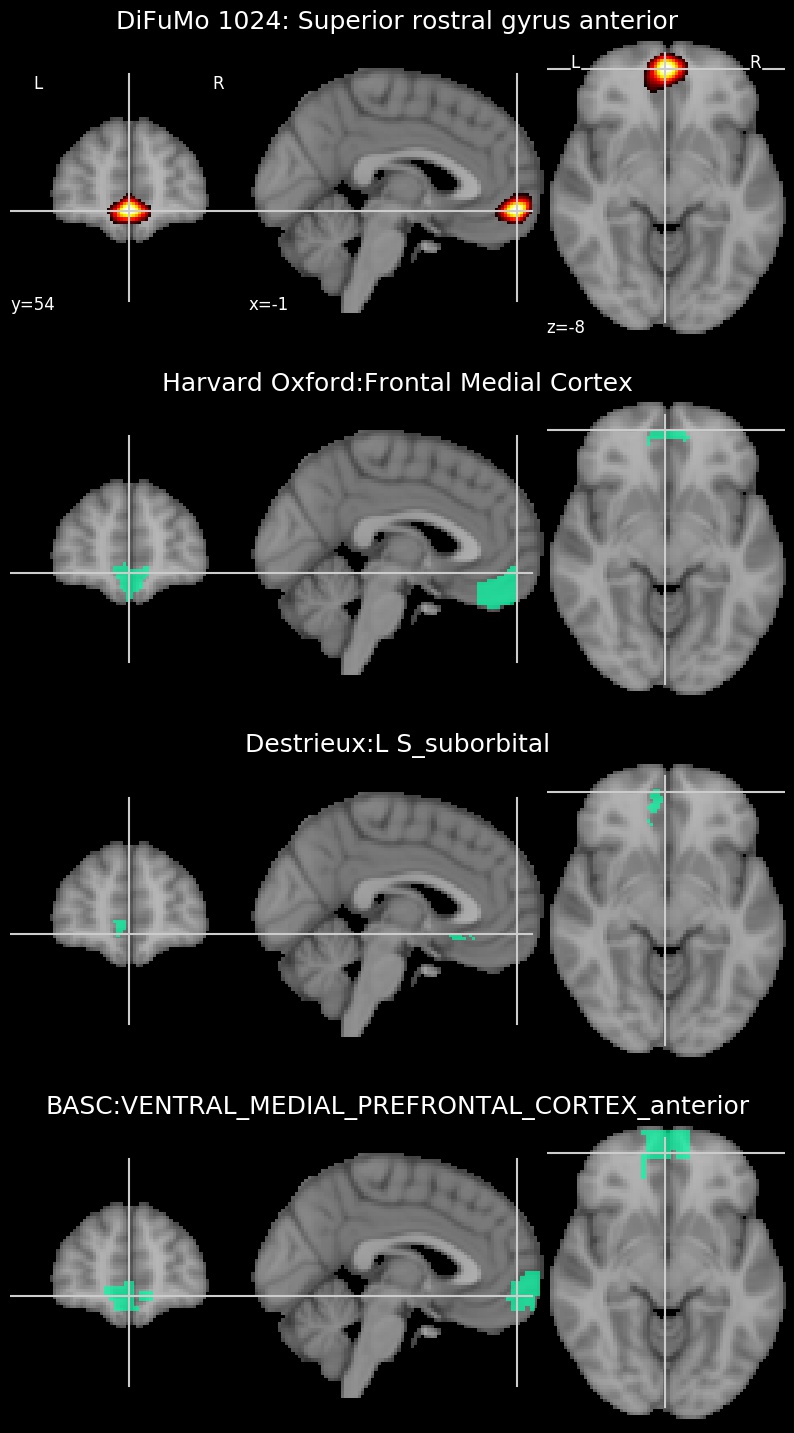 DiFuMo 1024: Superior rostral gyrus anterior
L R
L R
y=54
x=-1
z=-8
Harvard Oxford:Frontal Medial Cortex
Destrieux:L S_suborbital
BASC:VENTRAL_MEDIAL_PREFRONTAL_CORTEX_anterior